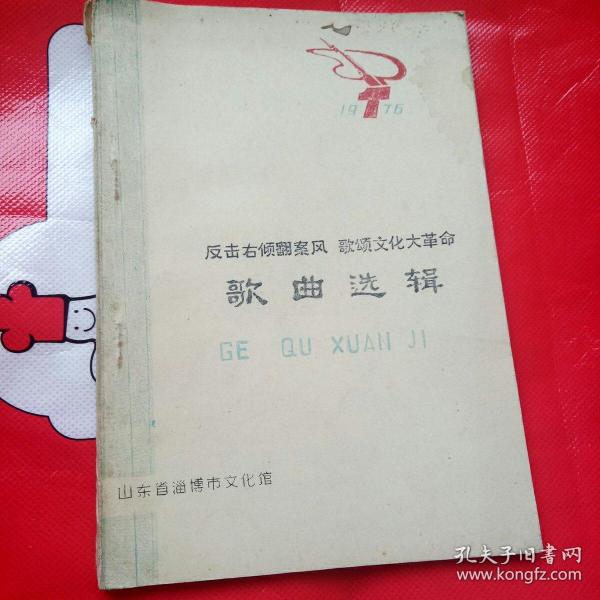 1976
反击右倾翻案风 歌颂文化大革命
歌曲选辑
GE QU XUAN JI
山东省淄博市文化馆
孔夫子旧书网
www.kongfz.com